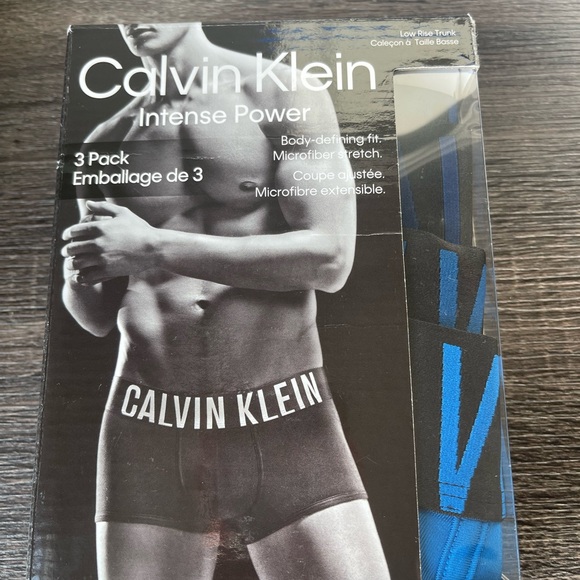 Low Rise Trunk
Caleçon à Taille Basse
Calvin Klein
Intense Power
Body-defining fit.
Microfiber stretch.
3 Pack
Emballage de 3
Coupe ajustée.
Microfibre extensible.
CALVIN KLEIN